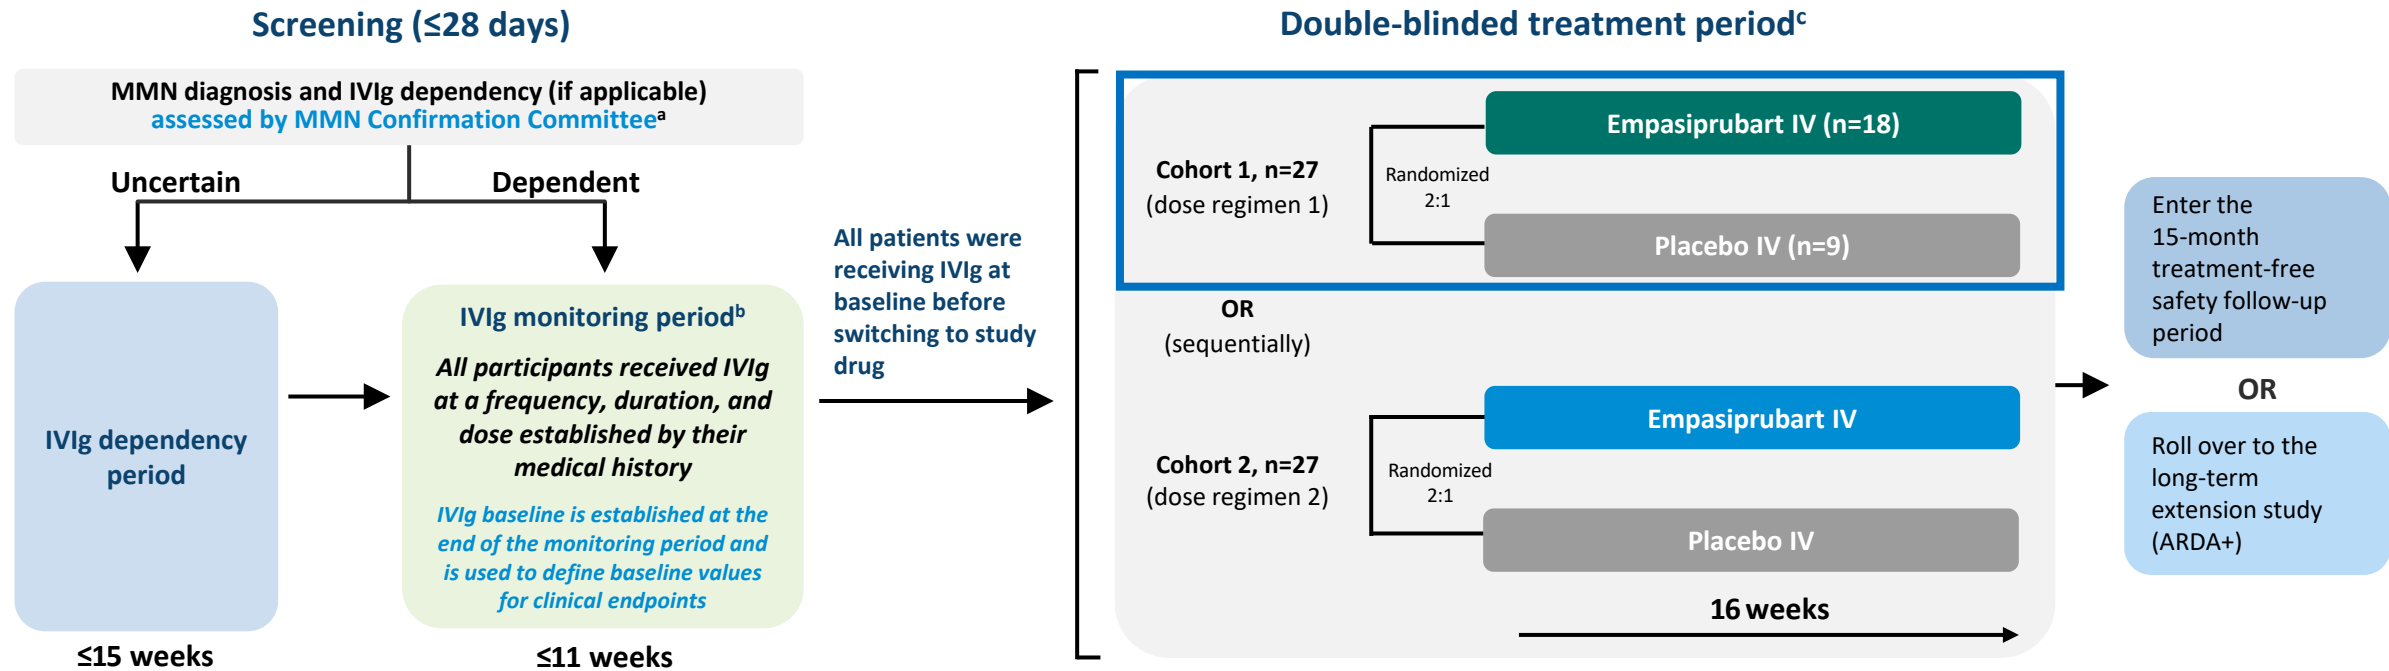 Screening (≤28 days)
MMN diagnosis and IVIg dependency (if applicable)
assessed by MMN Confirmation Committeeᵃ
Uncertain
Dependent
IVIg dependency
period
≤15 weeks
IVIg monitoring periodᵇ
All participants received IVIg
at a frequency, duration, and
dose established by their
medical history
IVIg baseline is established at the
end of the monitoring period and
is used to define baseline values
for clinical endpoints
≤11 weeks
All patients were
receiving IVIg at
baseline before
switching to study
drug
Double-blinded treatment periodᶜ
Cohort 1, n=27
(dose regimen 1)
Randomized
2:1
Empasiprubart IV (n=18)
Placebo IV (n=9)
OR
(sequentially)
Cohort 2, n=27
(dose regimen 2)
Randomized
2:1
Empasiprubart IV
Placebo IV
16 weeks
Enter the
15-month
treatment-free
safety follow-up
period
OR
Roll over to the
long-term
extension study
(ARDA+)